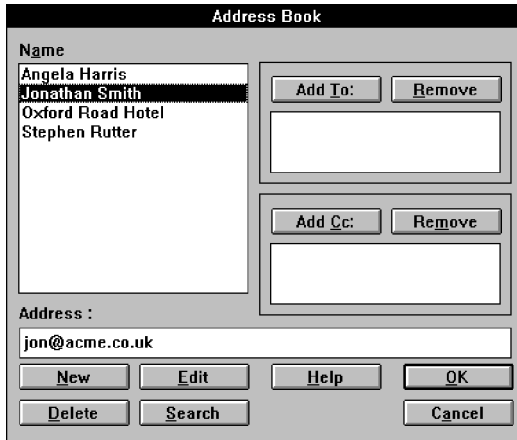 Address Book
Name
Angela Harris
Jonathan Smith
Oxford Road Hotel
Stephen Rutter
Add To: Remove
Add Cc: Remove
Address :
jon@acme.co.uk
New Edit Help OK
Delete Search Cancel